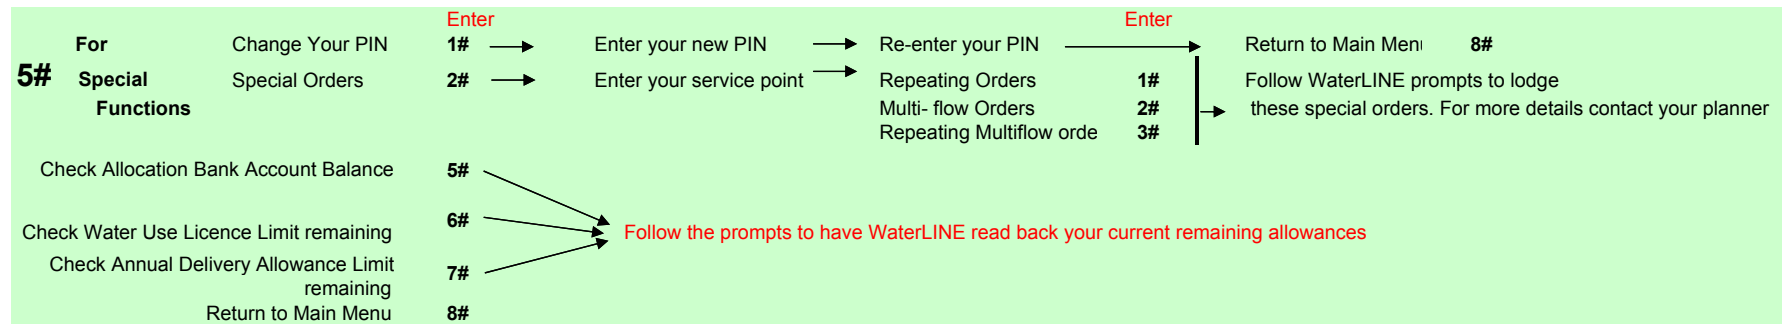 Enter Enter
For Change Your PIN 1# Enter your new PIN Re-enter your PIN Return to Main Menu 8#
5# Special Special Orders 2# Enter your service point Repeating Orders 1# Follow WaterLINE prompts to lodge
Functions Multi- flow Orders 2# these special orders. For more details contact your planner
Repeating Multiflow orde 3#
Check Allocation Bank Account Balance 5#
6#
Check Water Use Licence Limit remaining Follow the prompts to have WaterLINE read back your current remaining allowances
Check Annual Delivery Allowance Limit 7#
remaining
Return to Main Menu 8#